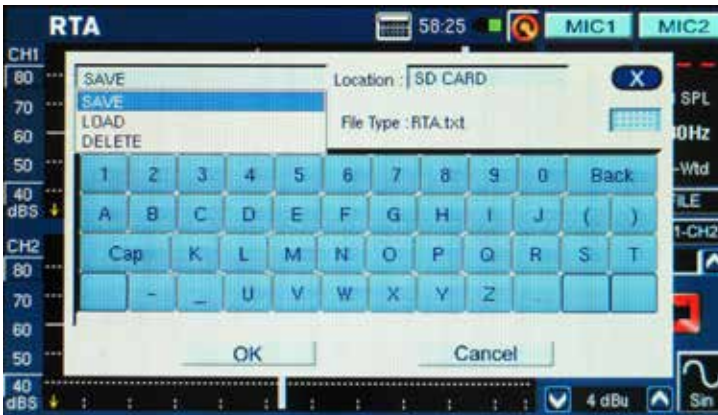 RTA 58:25 MIC1 MIC2
CH1
80 SAVE Location : SD CARD X
SAVE SPL
70 LOAD File Type : RTA.txt
60 DELETE 0Hz
50 1 2 3 4 5 6 7 8 9 0 Back -Wtd
40 ILE
dBS A B C D E F G H I J ( )
1-CH2
CH2 Cap K L M N O P Q R S T
80
70 - _ U V W X Y Z
60
50 OK Cancel
40
dBS 4 dBu Sin